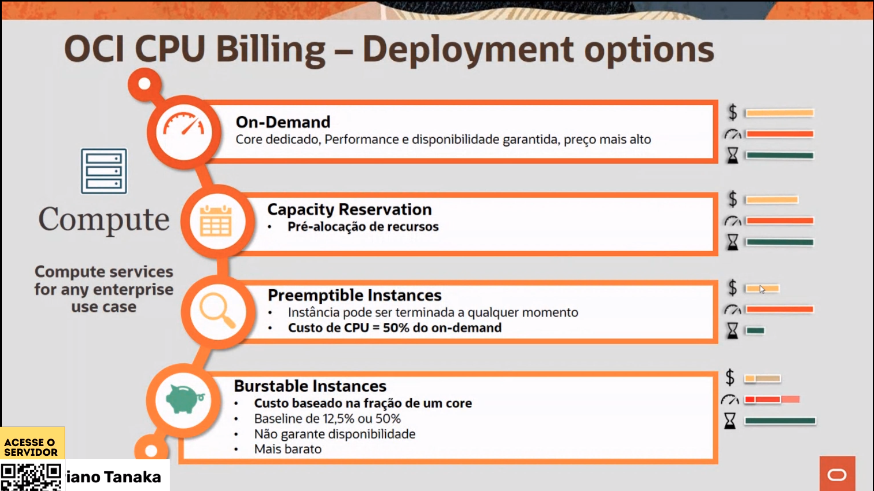 OCI CPU Billing – Deployment options
Compute
Compute services
for any enterprise
use case
On-Demand
Core dedicado, Performance e disponibilidade garantida, preço mais alto
$
Capacity Reservation
• Pré-alocação de recursos
$
Preemptible Instances
• Instância pode ser terminada a qualquer momento
• Custo de CPU = 50% do on-demand
$
Burstable Instances
• Custo baseado na fração de um core
• Baseline de 12,5% ou 50%
• Não garante disponibilidade
• Mais barato
$
ACESSE O
SERVIDOR
iano Tanaka